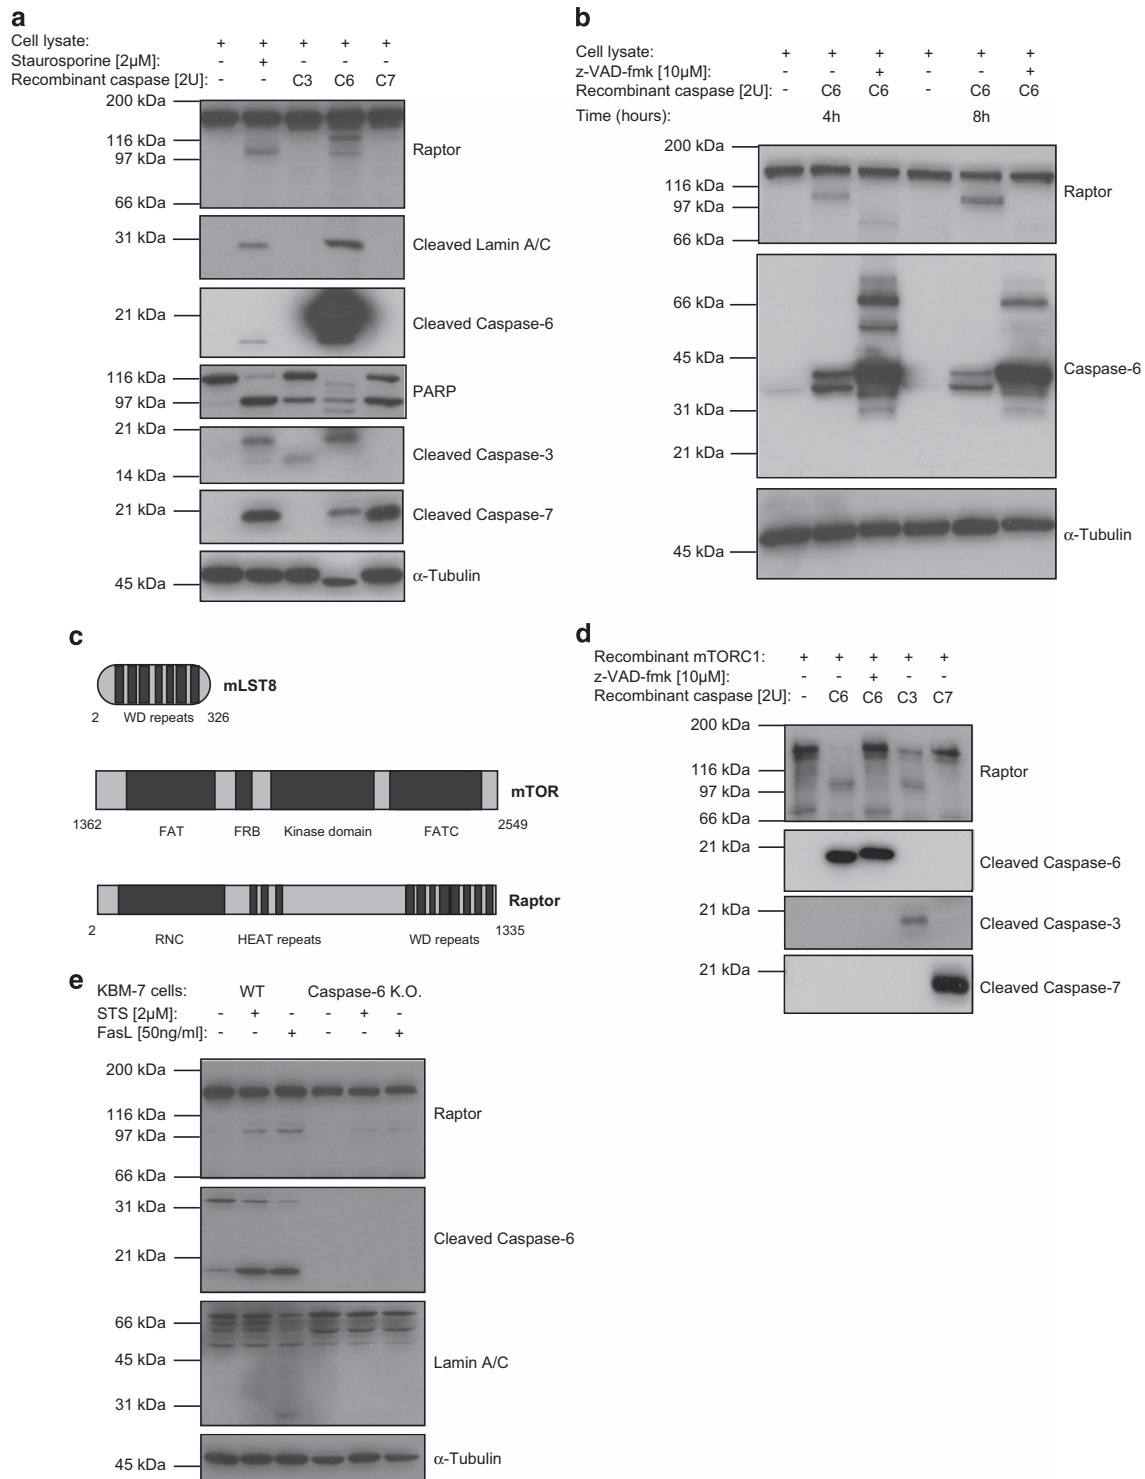 a
Cell lysate: + + + + +
Staurosporine [2μM]: - + - - -
Recombinant caspase [2U]: - - C3 C6 C7
200 kDa
116 kDa
97 kDa
66 kDa
Raptor
31 kDa
Cleaved Lamin A/C
21 kDa
Cleaved Caspase-6
116 kDa
97 kDa
PARP
21 kDa
14 kDa
Cleaved Caspase-3
21 kDa
Cleaved Caspase-7
45 kDa
α-Tubulin
b
Cell lysate: + + + + + +
z-VAD-fmk [10μM]: - - + - - +
Recombinant caspase [2U]: - C6 C6 - C6 C6
Time (hours): 4h 8h
200 kDa
116 kDa
97 kDa
66 kDa
Raptor
66 kDa
45 kDa
31 kDa
21 kDa
Caspase-6
45 kDa
α-Tubulin
c
mLST8
2 WD repeats 326
mTOR
1362 FAT FRB Kinase domain FATC 2549
Raptor
2 RNC HEAT repeats WD repeats 1335
d
Recombinant mTORC1: + + + + +
z-VAD-fmk [10μM]: - - + - -
Recombinant caspase [2U]: - C6 C6 C3 C7
200 kDa
116 kDa
97 kDa
66 kDa
Raptor
21 kDa
Cleaved Caspase-6
21 kDa
Cleaved Caspase-3
21 kDa
Cleaved Caspase-7
e
KBM-7 cells: WT Caspase-6 K.O.
STS [2μM]: - + - - + -
FasL [50ng/ml]: - - + - - +
200 kDa
116 kDa
97 kDa
66 kDa
Raptor
31 kDa
21 kDa
Cleaved Caspase-6
66 kDa
45 kDa
31 kDa
Lamin A/C
45 kDa
α-Tubulin